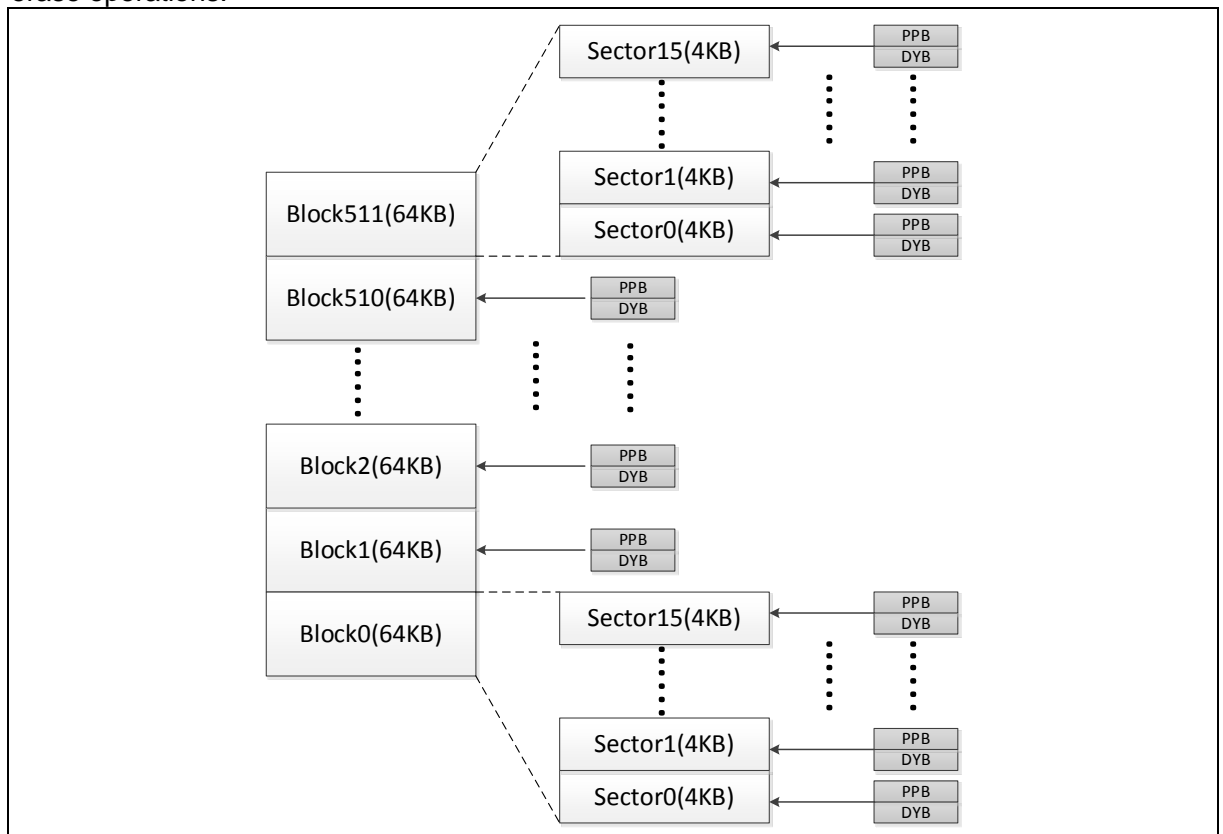 erase operations.
Sector15(4KB)
PPB
DYB
Sector1(4KB)
PPB
DYB
Block511(64KB)
Sector0(4KB)
PPB
DYB
Block510(64KB)
PPB
DYB
Block2(64KB)
PPB
DYB
Block1(64KB)
PPB
DYB
Block0(64KB)
Sector15(4KB)
PPB
DYB
Sector1(4KB)
PPB
DYB
Sector0(4KB)
PPB
DYB